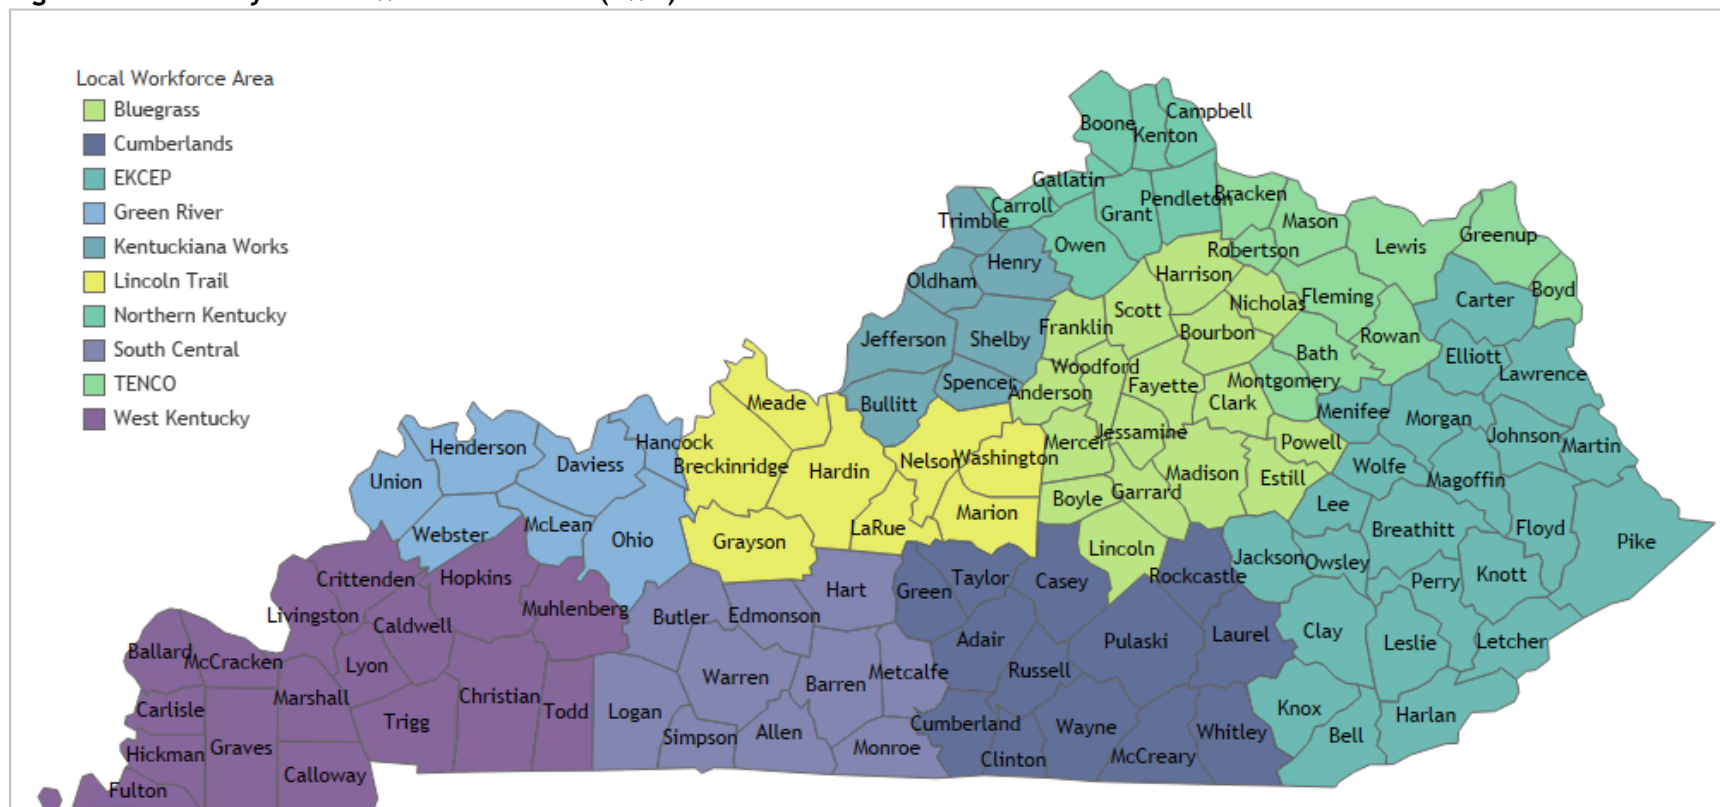 Local Workforce Area
Bluegrass
Cumberlands
EKCEP
Green River
Kentuckiana Works
Lincoln Trail
Northern Kentucky
South Central
TENCO
West Kentucky
Campbell
Boone
Kenton
Gallatin
Carroll
Trimble
Grant
Pendleton
Bracken
Mason
Owen
Robertson
Lewis
Greenup
Henry
Oldham
Harrison
Nicholas
Fleming
Carter
Boyd
Scott
Franklin
Bourbon
Jefferson
Shelby
Rowan
Bath
Elliott
Woodford
Lawrence
Spencer
Anderson
Fayette
Montgomery
Clark
Meade
Bullitt
Menifee
Morgan
Johnson
Martin
Hancock
Henderson
Daviess
Breckinridge
Hardin
Nelson
Washington
Mercer
Jessamine
Powell
Union
Madison
Estill
Wolfe
Magoffin
Boyle
Garrard
Lee
Webster
McLean
Ohio
Grayson
LaRue
Marion
Breathitt
Floyd
Pike
Lincoln
Jackson
Owsley
Crittenden
Hopkins
Hart
Green
Taylor
Casey
Rockcastle
Perry
Knott
Livingston
Caldwell
Muhlenberg
Butler
Edmonson
Adair
Pulaski
Laurel
Clay
Leslie
Letcher
Ballard
McCracken
Lyon
Warren
Barren
Metcalfe
Russell
Carlisle
Marshall
Trigg
Christian
Todd
Logan
Simpson
Allen
Monroe
Cumberland
Wayne
Whitley
Knox
Bell
Harlan
Hickman
Graves
Calloway
Clinton
McCreary
Fulton